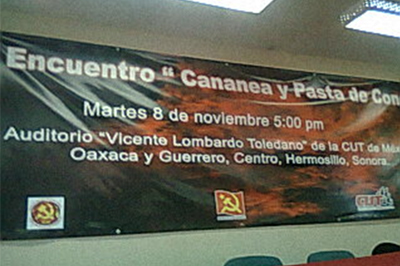 Encuentro “ Cananea y Pasta de Con
Martes 8 de noviembre 5:00 pm
Auditorio “Vicente Lombardo Toledano” de la CUT de Méx
Oaxaca y Guerrero, Centro, Hermosillo, Sonora.